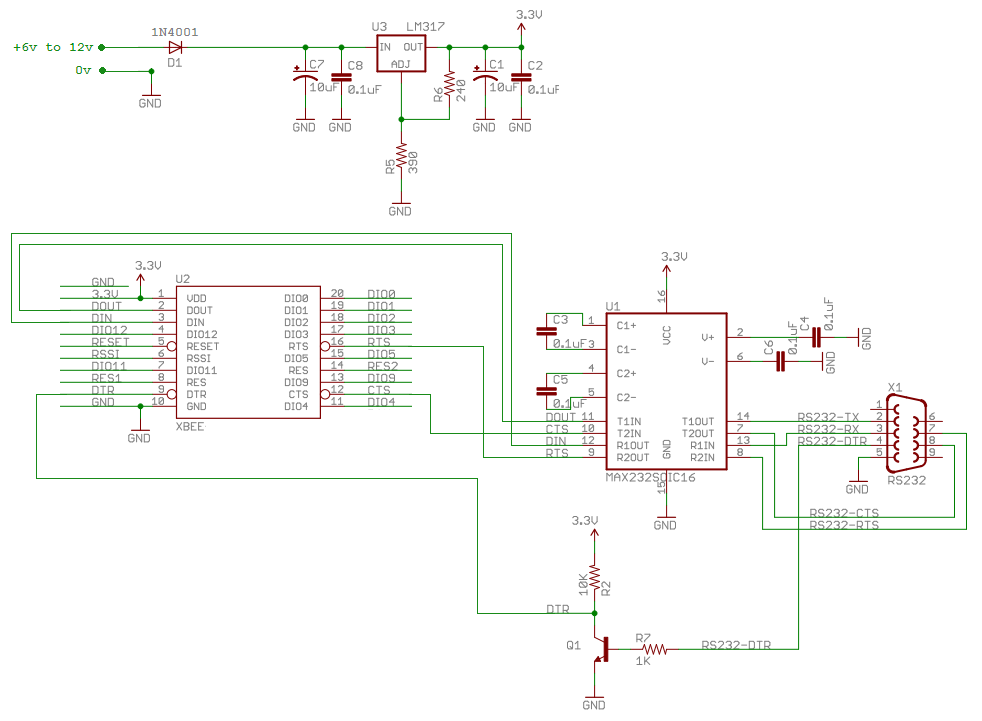 3.3V
1N4001
U3 LM317
+6v to 12v
IN OUT
D1
ADJ
0v
C7
C8
C1
C2
10uF
0.1uF
R6
240
10uF
0.1uF
GND
GND
GND
GND
GND
R5
390
GND
3.3V
3.3V
U2
GND
3.3V 1 VDD DIO0 20 DIO0
DOUT 2 DOUT DIO1 19 DIO1
DIN 3 DIN DIO2 18 DIO2
DIO12 4 DIO12 DIO3 17 DIO3
RESET 5 RESET RTS 16 RTS
RSSI 6 RSSI DIO5 15 DIO5
DIO11 7 DIO11 RES 14 RES2
RES1 8 RES DIO9 13 DIO9
DTR 9 DTR CTS 12 CTS
GND 10 GND DIO4 11 DIO4
GND
XBEE
16
U1
VCC
C3
0.1uF
1 C1+
3 C1-
4 C2+
C5
0.1uF
5 C2-
V+ 2
V- 6
C4
0.1uF
GND
C6
0.1uF
GND
DOUT 11 T1IN T1OUT 14 RS232-TX
CTS 10 T2IN T2OUT 7 RS232-RX
DIN 12 R1OUT R1IN 13 RS232-DTR
RTS 9 R2OUT R2IN 8
GND
15
MAX232SOIC16
GND
X1
1
2
3
4
5
6
7
8
9
RS232
GND
RS232-CTS
RS232-RTS
3.3V
10K
R2
DTR
Q1
R7
1K
RS232-DTR
GND